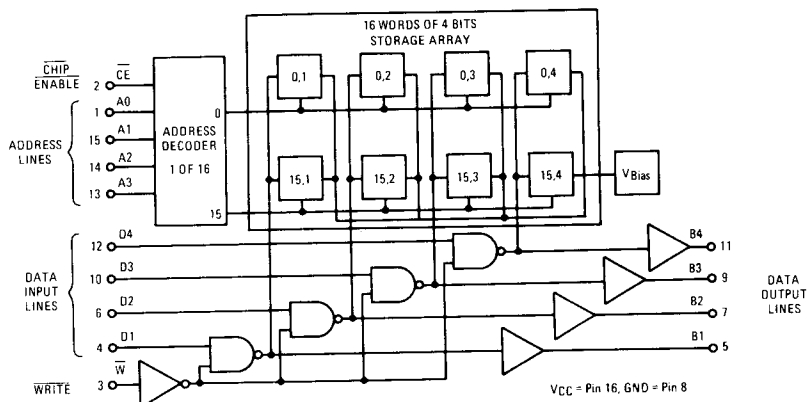 16 WORDS OF 4 BITS
STORAGE ARRAY
CHIP
ENABLE
2
CE
ADDRESS
LINES
1
A0
15
A1
14
A2
13
A3
ADDRESS
DECODER
1 OF 16
0
15
0,1
0,2
0,3
0,4
15,1
15,2
15,3
15,4
VBias
DATA
INPUT
LINES
12
D4
10
D3
6
D2
4
D1
WRITE
3
W
B4
11
B3
9
B2
7
B1
5
DATA
OUTPUT
LINES
VCC = Pin 16, GND = Pin 8